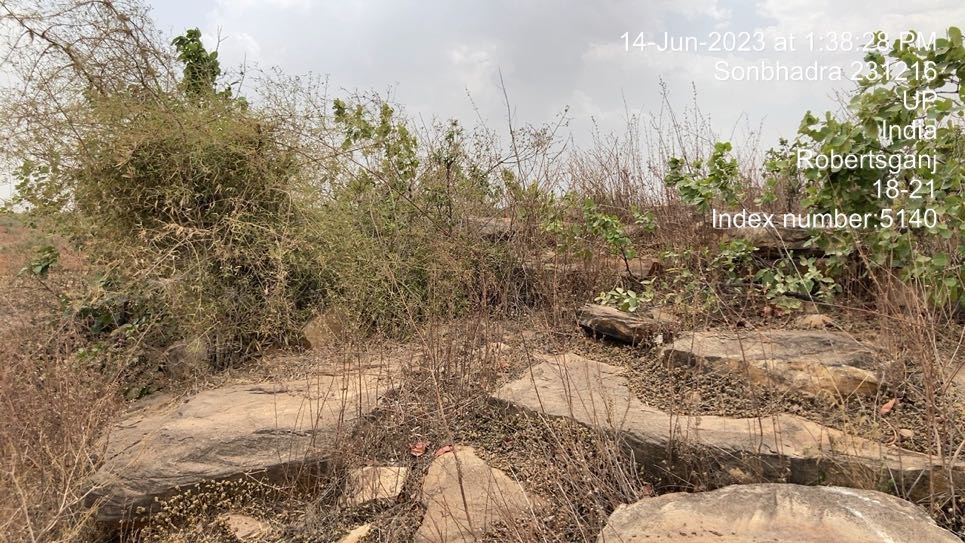 14-Jun-2023 at 1:38:28 PM
Sonbhadra 231216
UP
India
Robertsganj
18-21
Index number:5140